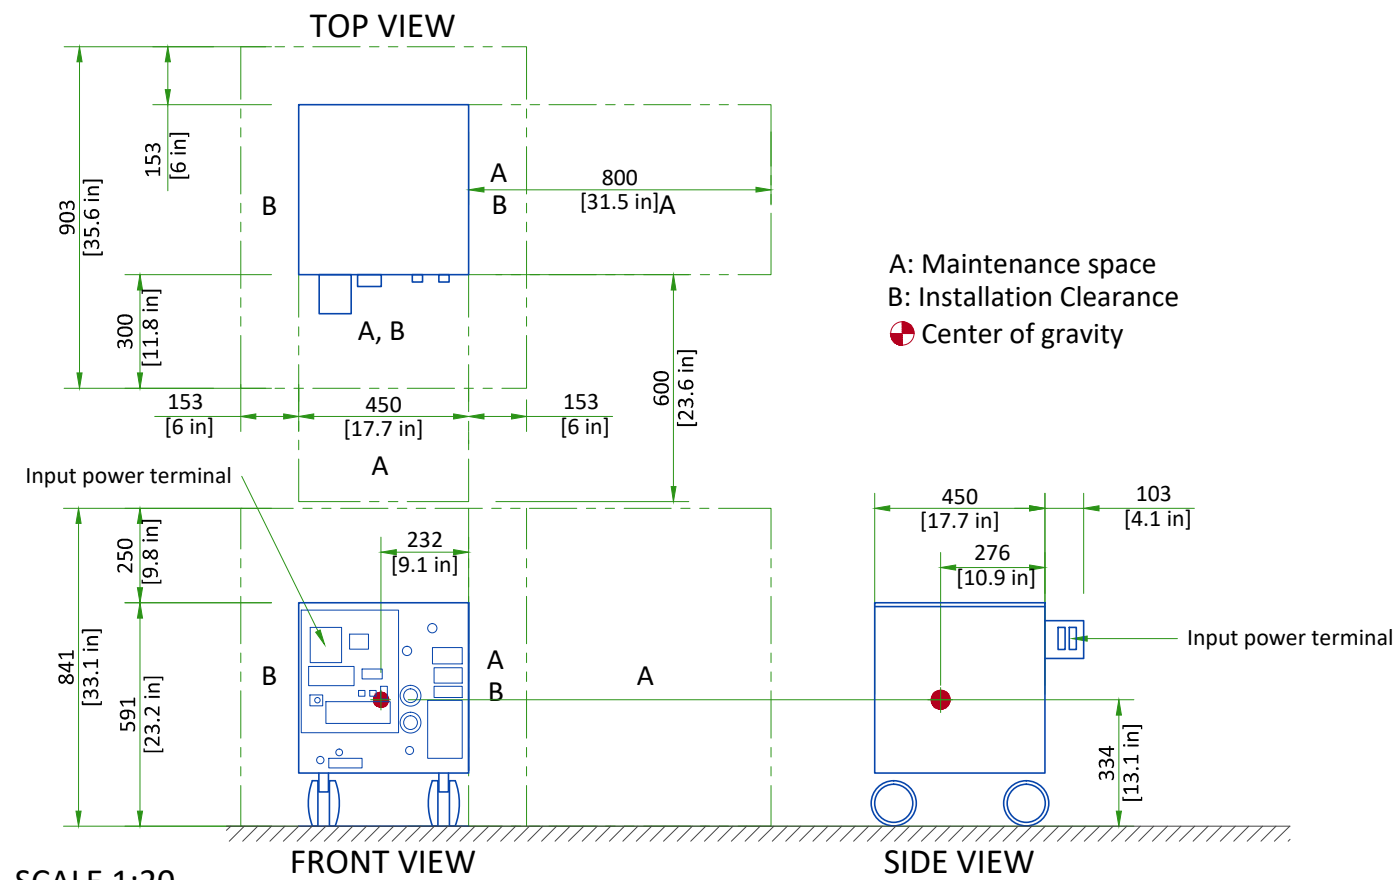 TOP VIEW
153
[6 in]
903
[35.6 in]
300
[11.8 in]
B
A
B
800
[31.5 in]
A
A, B
153
[6 in]
450
[17.7 in]
153
[6 in]
600
[23.6 in]
A
A: Maintenance space
B: Installation Clearance
Center of gravity
Input power terminal
250
[9.8 in]
841
[33.1 in]
591
[23.2 in]
232
[9.1 in]
B
A
B
A
450
[17.7 in]
103
[4.1 in]
276
[10.9 in]
Input power terminal
334
[13.1 in]
FRONT VIEW
SIDE VIEW
SCALE 1:20